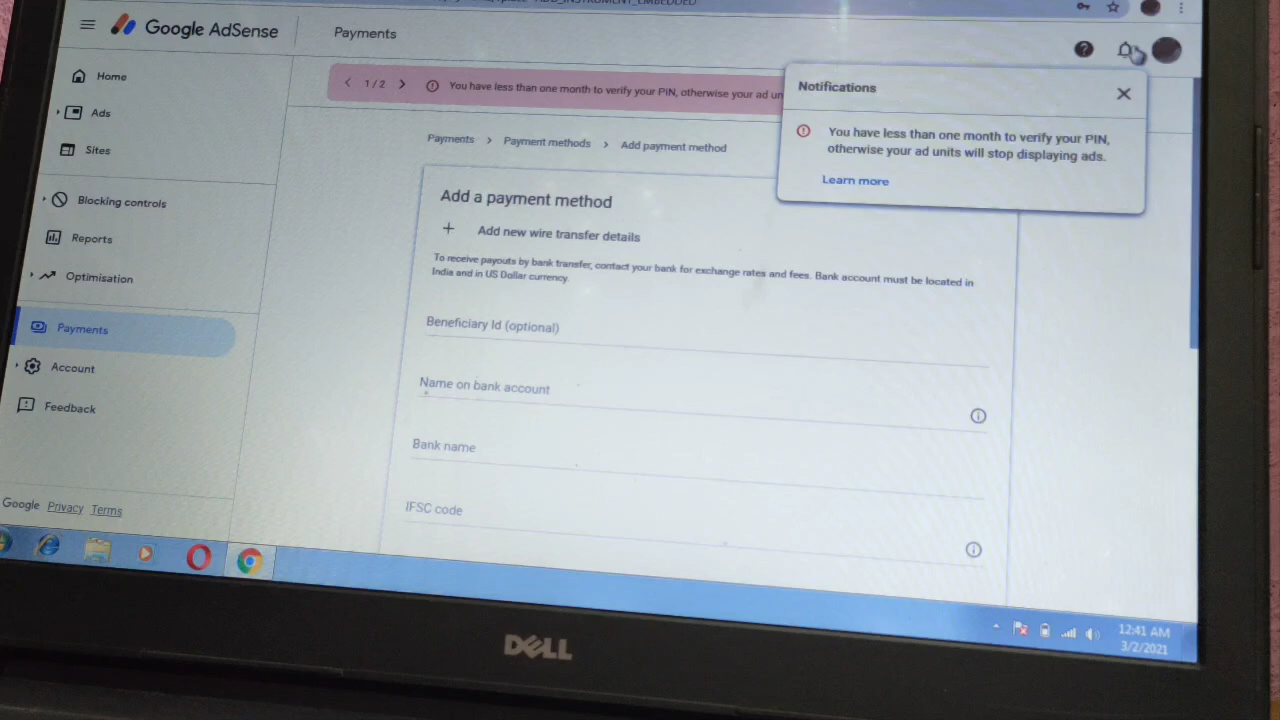 Google AdSense
Payments
Home
Ads
Sites
Blocking controls
Reports
Optimisation
Payments
Account
Feedback
Google Privacy Terms
1 / 2
You have less than one month to verify your PIN, otherwise your ad un
Notifications
You have less than one month to verify your PIN,
otherwise your ad units will stop displaying ads.
Learn more
Payments > Payment methods > Add payment method
Add a payment method
+ Add new wire transfer details
To receive payouts by bank transfer, contact your bank for exchange rates and fees. Bank account must be located in
India and in US Dollar currency.
Beneficiary Id (optional)
Name on bank account
Bank name
IFSC code
12:41 AM
3/2/2021
DELL